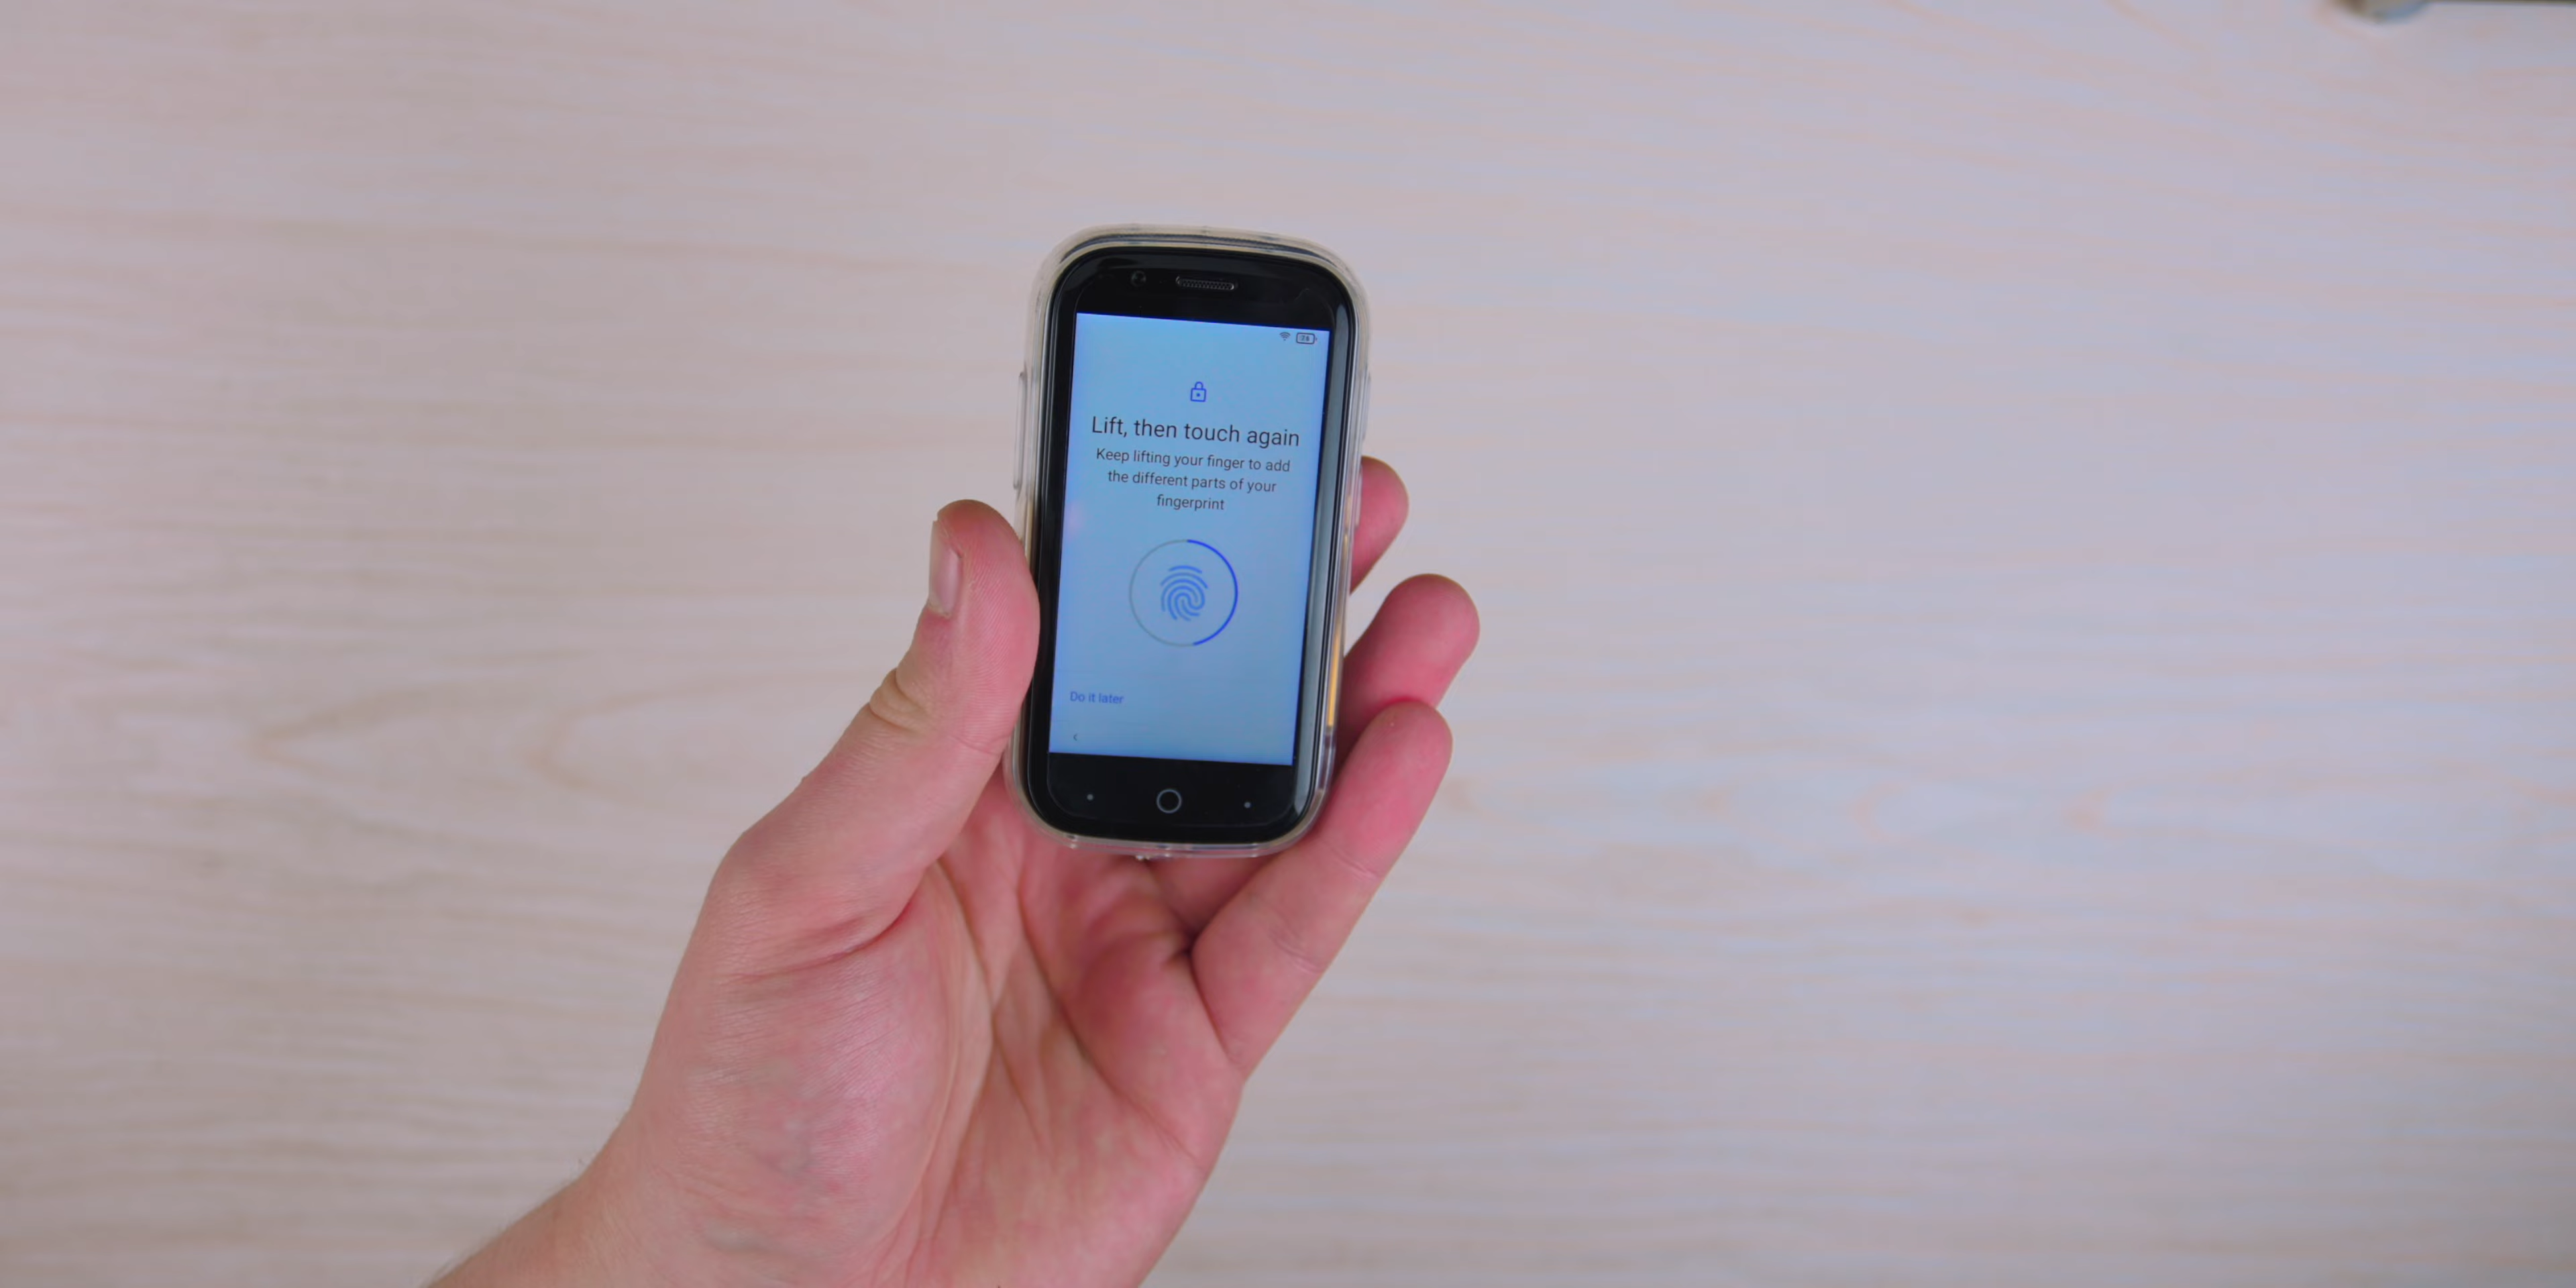 Lift, then touch again
Keep lifting your finger to add
the different parts of your
fingerprint
Do it later